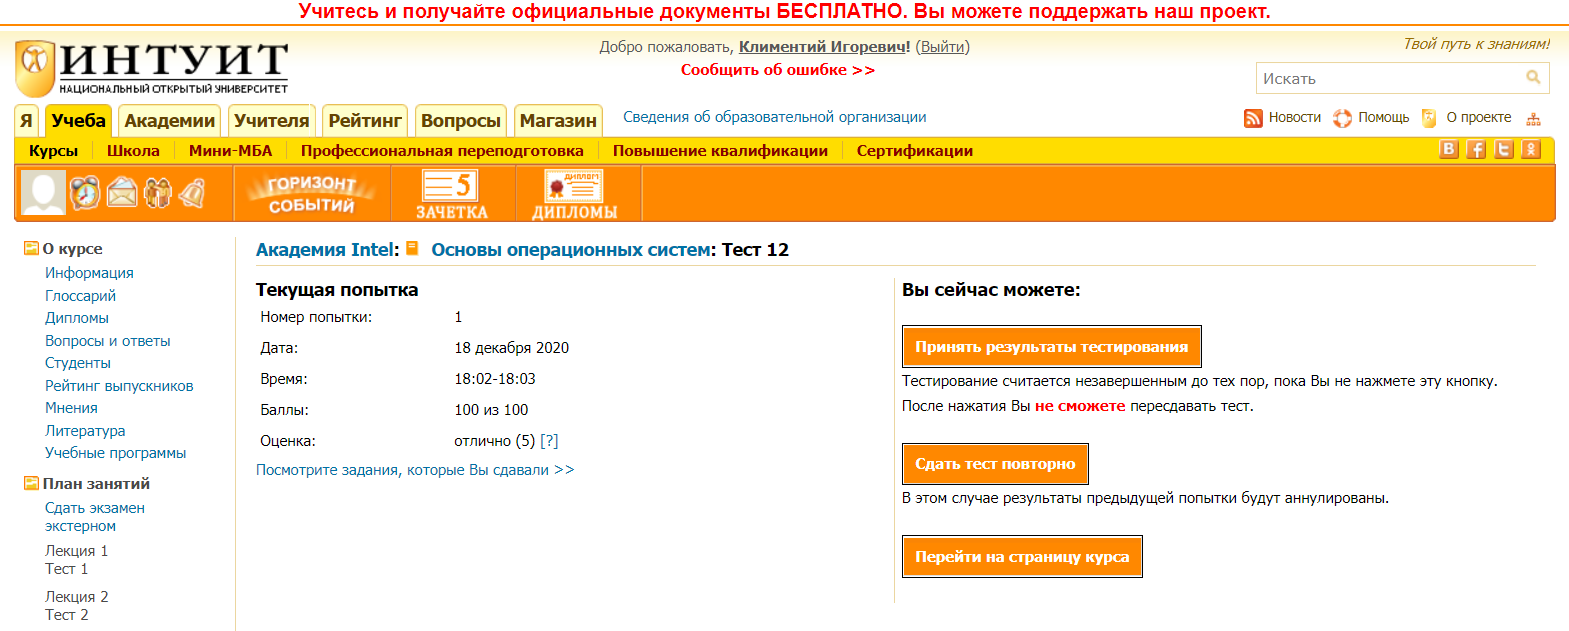 Учитесь и получайте официальные документы БЕСПЛАТНО. Вы можете поддержать наш проект.
ИНТУИТ
НАЦИОНАЛЬНЫЙ ОТКРЫТЫЙ УНИВЕРСИТЕТ
Добро пожаловать, Климентий Игоревич! (Выйти)
Сообщить об ошибке >>
Твой путь к знаниям!
Искать
Я Учеба Академии Учителя Рейтинг Вопросы Магазин Сведения об образовательной организации Новости Помощь О проекте
Курсы Школа Мини-МБА Профессиональная переподготовка Повышение квалификации Сертификации В f t
ГОРИЗОНТ СОБЫТИЙ
5 ЗАЧЕТКА
ДИПЛОМ ДИПЛОМЫ
О курсе
Информация
Глоссарий
Дипломы
Вопросы и ответы
Студенты
Рейтинг выпускников
Мнения
Литература
Учебные программы
План занятий
Сдать экзамен
экстерном
Лекция 1
Тест 1
Лекция 2
Тест 2
Академия Intel: Основы операционных систем: Тест 12
Текущая попытка
Номер попытки: 1
Дата: 18 декабря 2020
Время: 18:02-18:03
Баллы: 100 из 100
Оценка: отлично (5) [?]
Посмотрите задания, которые Вы сдавали >>
Вы сейчас можете:
Принять результаты тестирования
Тестирование считается незавершенным до тех пор, пока Вы не нажмете эту кнопку.
После нажатия Вы не сможете пересдавать тест.
Сдать тест повторно
В этом случае результаты предыдущей попытки будут аннулированы.
Перейти на страницу курса